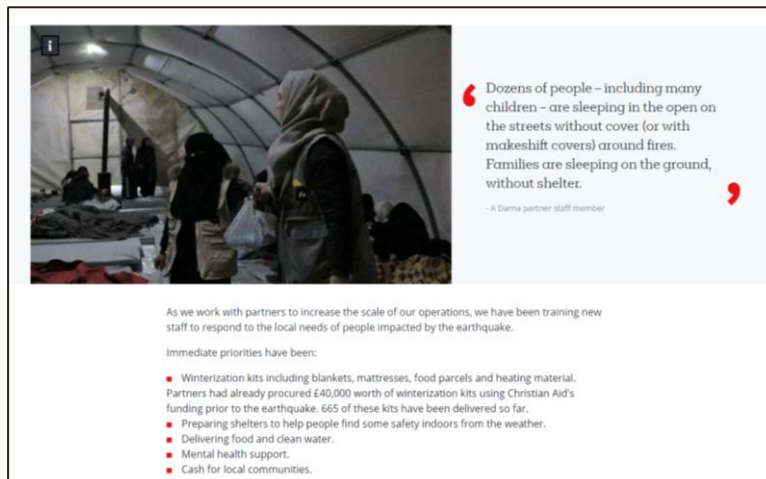 i
Dozens of people – including many
children – are sleeping in the open on
the streets without cover (or with
makeshift covers) around fires.
Families are sleeping on the ground,
without shelter.
- A Dama partner staff member
As we work with partners to increase the scale of our operations, we have been training new
staff to respond to the local needs of people impacted by the earthquake.
Immediate priorities have been:
Winterization kits including blankets, mattresses, food parcels and heating material.
Partners had already procured £40,000 worth of winterization kits using Christian Aid's
funding prior to the earthquake. 665 of these kits have been delivered so far.
Preparing shelters to help people find some safety indoors from the weather.
Delivering food and clean water.
Mental health support.
Cash for local communities.